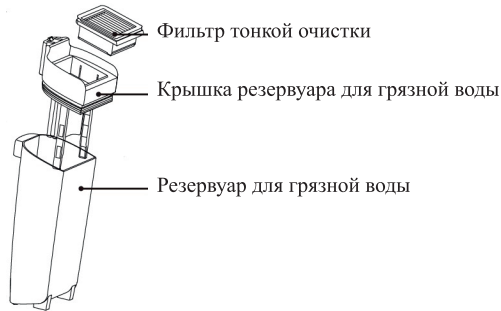 Фильтр тонкой очистки
Крышка резервуара для грязной воды
Резервуар для грязной воды